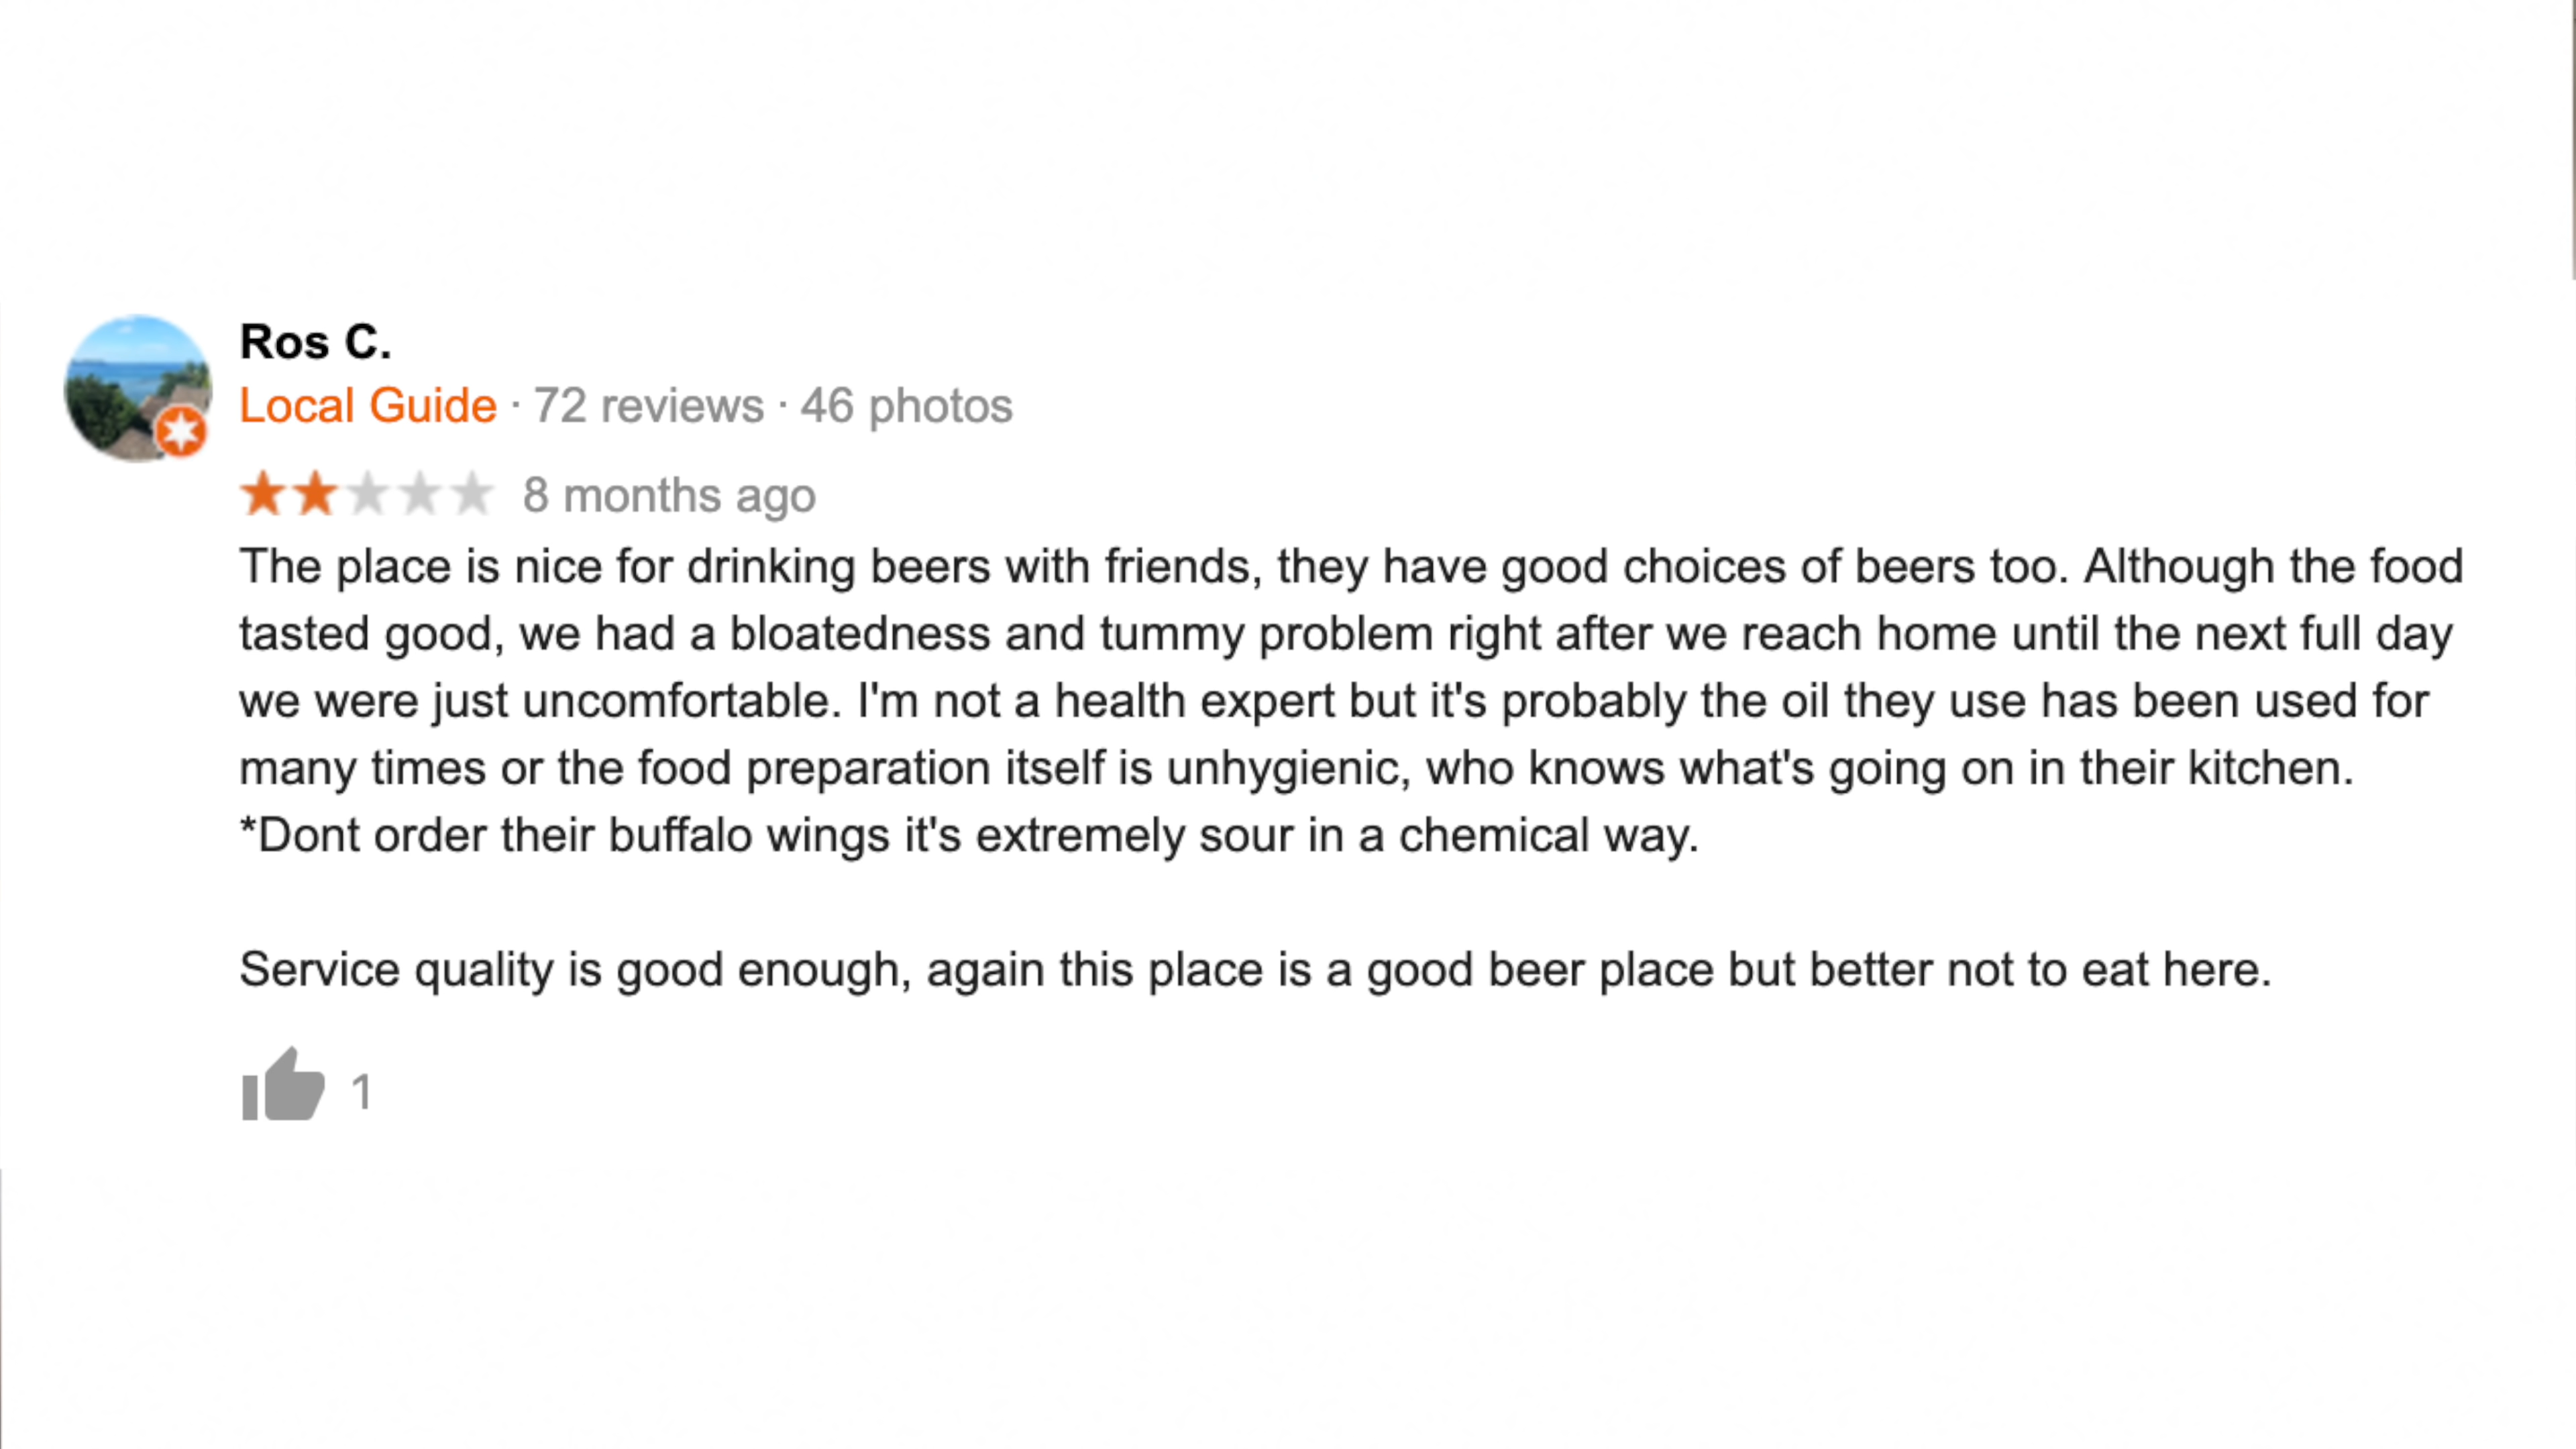 Ros C.
Local Guide · 72 reviews · 46 photos
8 months ago
The place is nice for drinking beers with friends, they have good choices of beers too. Although the food
tasted good, we had a bloatedness and tummy problem right after we reach home until the next full day
we were just uncomfortable. I'm not a health expert but it's probably the oil they use has been used for
many times or the food preparation itself is unhygienic, who knows what's going on in their kitchen.
*Dont order their buffalo wings it's extremely sour in a chemical way.
Service quality is good enough, again this place is a good beer place but better not to eat here.
1